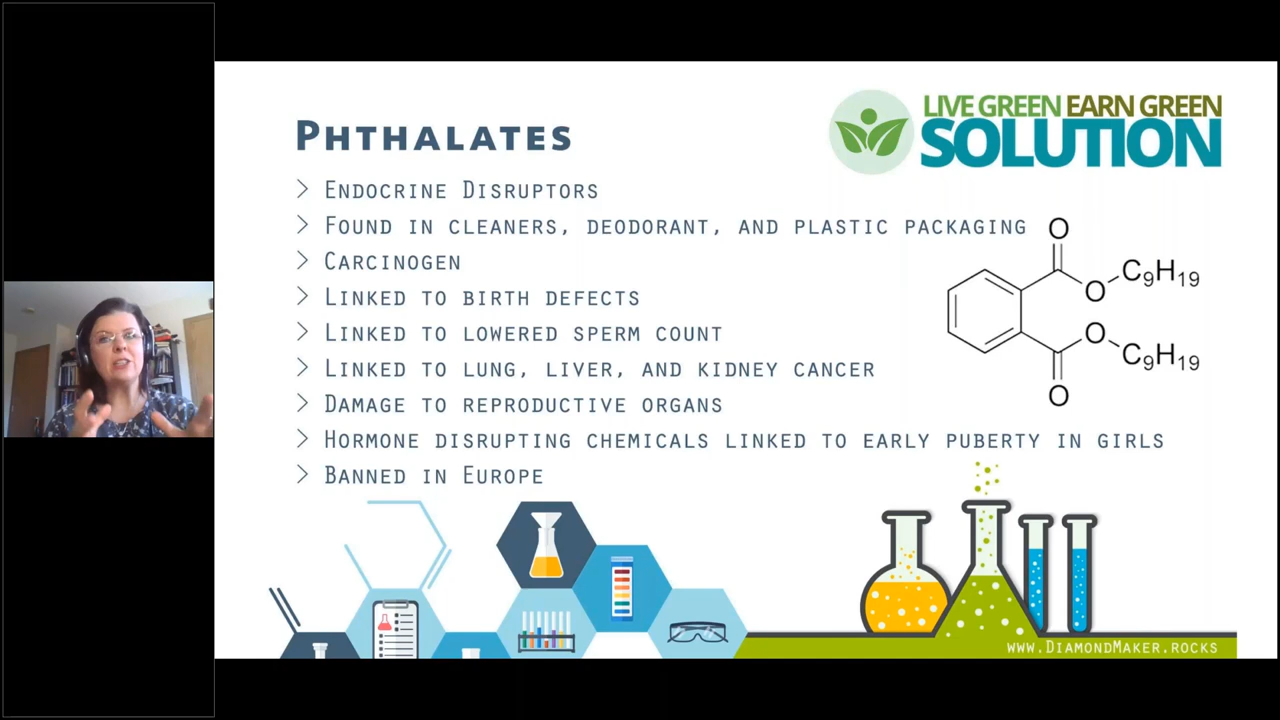 LIVE GREEN EARN GREEN
SOLUTION
PHTHALATES
> ENDOCRINE DISRUPTORS
> FOUND IN CLEANERS, DEODORANT, AND PLASTIC PACKAGING
> CARCINOGEN
> LINKED TO BIRTH DEFECTS
> LINKED TO LOWERED SPERM COUNT
> LINKED TO LUNG, LIVER, AND KIDNEY CANCER
> DAMAGE TO REPRODUCTIVE ORGANS
> HORMONE DISRUPTING CHEMICALS LINKED TO EARLY PUBERTY IN GIRLS
> BANNED IN EUROPE
O
C9H19
O
O
C9H19
O
WWW.DIAMONDMAKER.ROCKS